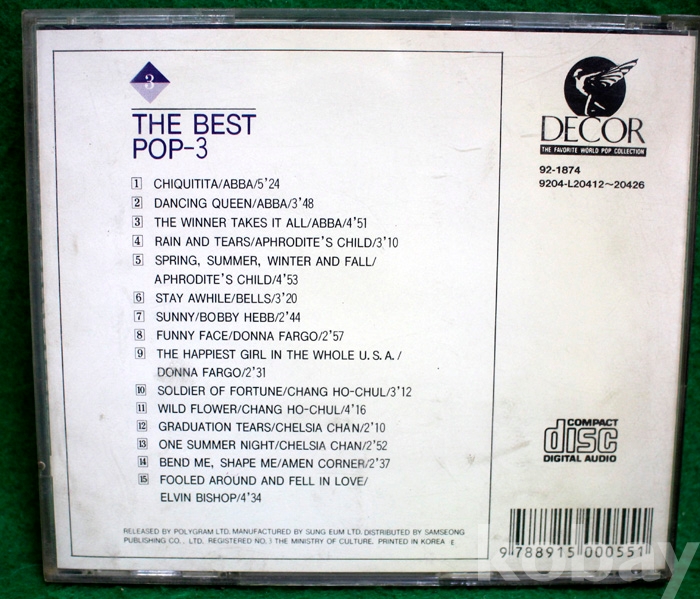 3
THE BEST
POP-3
1 CHIQUITITA/ABBA/5'24
2 DANCING QUEEN/ABBA/3'48
3 THE WINNER TAKES IT ALL/ABBA/4'51
4 RAIN AND TEARS/APHRODITE'S CHILD/3'10
5 SPRING, SUMMER, WINTER AND FALL/
APHRODITE'S CHILD/4'53
6 STAY AWHILE/BELLS/3'20
7 SUNNY/BOBBY HEBB/2'44
8 FUNNY FACE/DONNA FARGO/2'57
9 THE HAPPIEST GIRL IN THE WHOLE U.S.A./
DONNA FARGO/2'31
10 SOLDIER OF FORTUNE/CHANG HO-CHUL/3'12
11 WILD FLOWER/CHANG HO-CHUL/4'16
12 GRADUATION TEARS/CHELSIA CHAN/2'10
13 ONE SUMMER NIGHT/CHELSIA CHAN/2'52
14 BEND ME, SHAPE ME/AMEN CORNER/2'37
15 FOOLED AROUND AND FELL IN LOVE/
ELVIN BISHOP/4'34
RELEASED BY POLYGRAM LTD. MANUFACTURED BY SUNG EUM LTD. DISTRIBUTED BY SAMSEONG
PUBLISHING CO., LTD. REGISTERED NO. THE MINISTRY OF CULTURE. PRINTED IN KOREA E
DECOR
THE FAVORITE WORLD POP COLLECTION
92-1874
9204-L20412~20426
COMPACT
disc
DIGITAL AUDIO
9 788915 000551
kobay